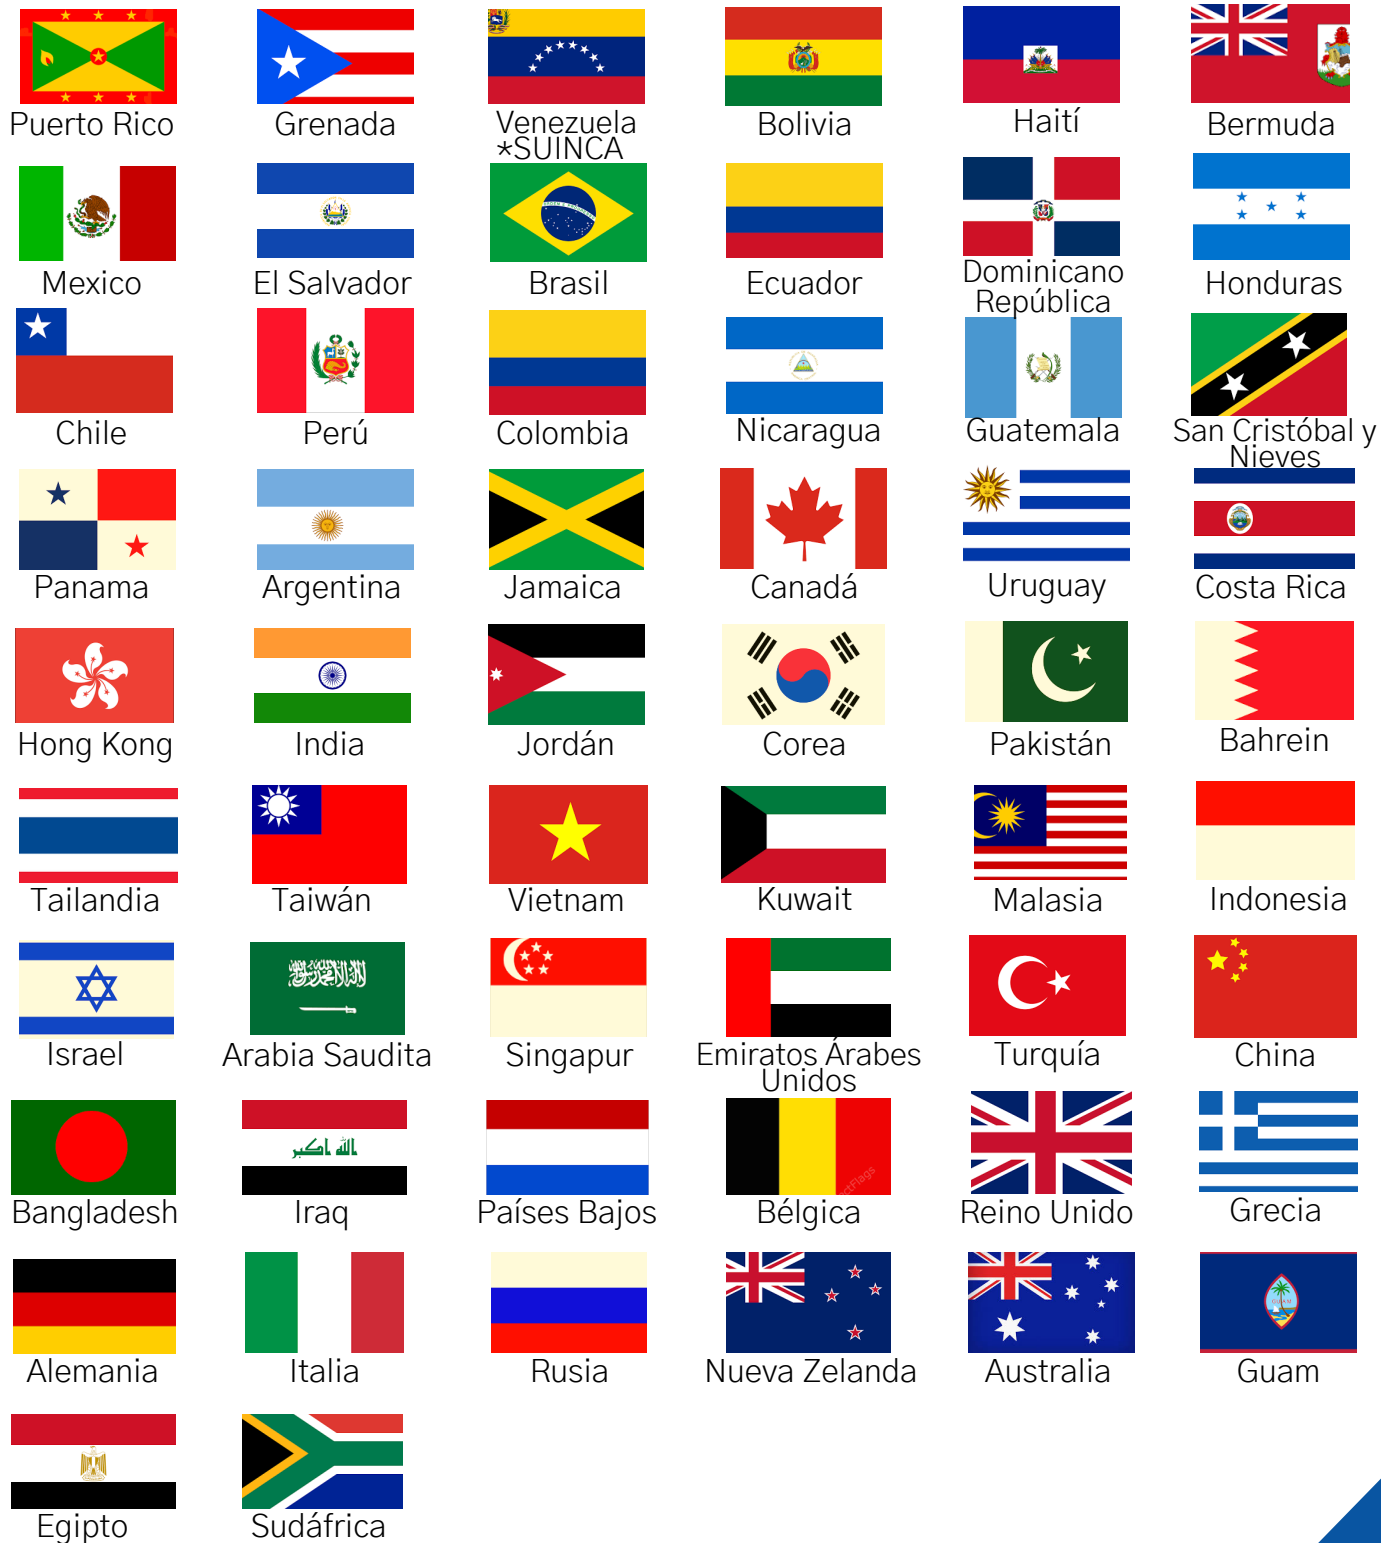 Puerto Rico
Grenada
Venezuela
*SUINCA
Bolivia
Haití
Bermuda
Mexico
El Salvador
Brasil
Ecuador
Dominicano
República
Honduras
Chile
Perú
Colombia
Nicaragua
Guatemala
San Cristóbal y
Nieves
Panama
Argentina
Jamaica
Canadá
Uruguay
Costa Rica
Hong Kong
India
Jordán
Corea
Pakistán
Bahrein
Tailandia
Taiwán
Vietnam
Kuwait
Malasia
Indonesia
Israel
Arabia Saudita
Singapur
Emiratos Árabes
Unidos
Turquía
China
الله اكبر
Bangladesh
Iraq
Países Bajos
Bélgica
Reino Unido
Grecia
GUAM
Alemania
Italia
Rusia
Nueva Zelanda
Australia
Guam
Egipto
Sudáfrica